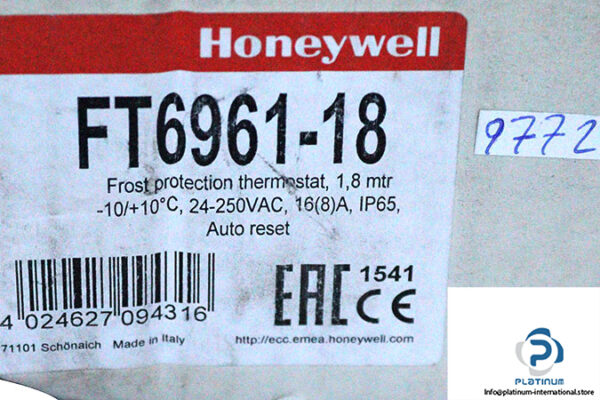 Honeywell
FT6961-18
9772
Frost protection thermostat, 1,8 mtr
-10/+10°C, 24-250VAC, 16(8)A, IP65,
Auto reset
EAC 1541
CE
4 024627 094316
71101 Schönaich Made in Italy
http://ecc.emea.honeywell.com
PLATINUM
info@platinum-international.store